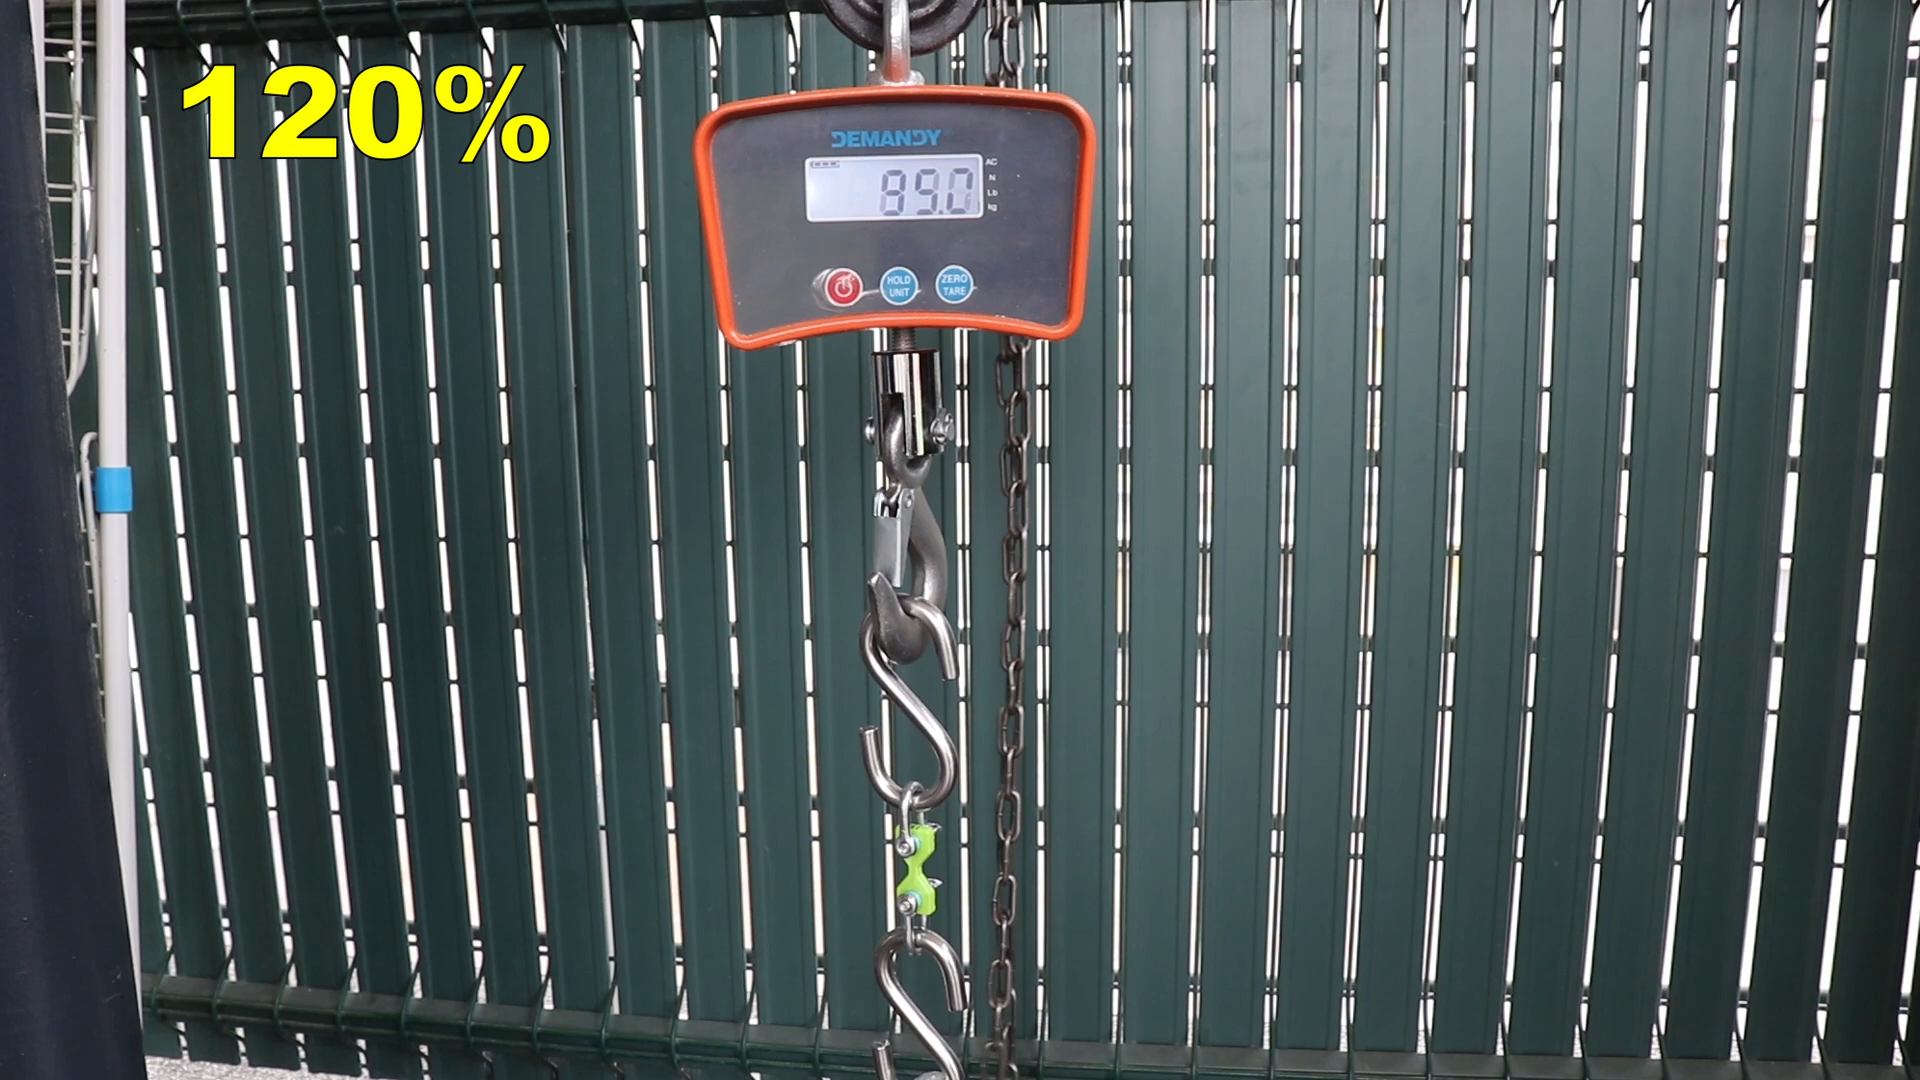 120%
DEMANDY
89.0
AC
N
Lb
kg
HOLD
UNIT
ZERO
TARE